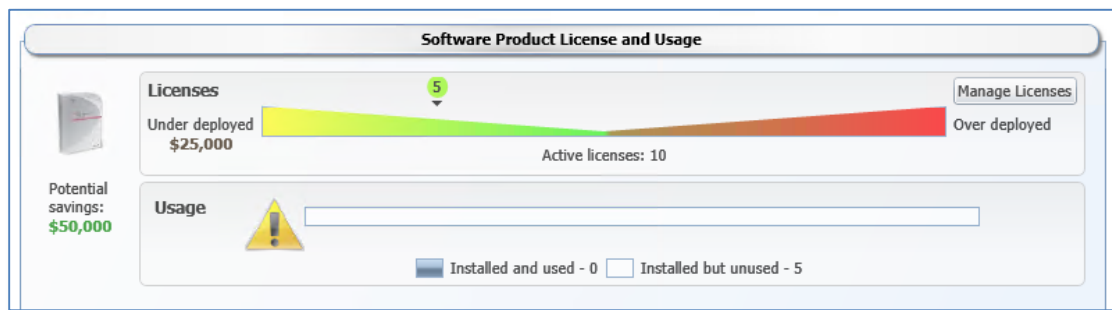 Software Product License and Usage
Licenses
5
Manage Licenses
Under deployed
$25,000
Over deployed
Active licenses: 10
Potential
savings:
$50,000
Usage
Installed and used - 0
Installed but unused - 5